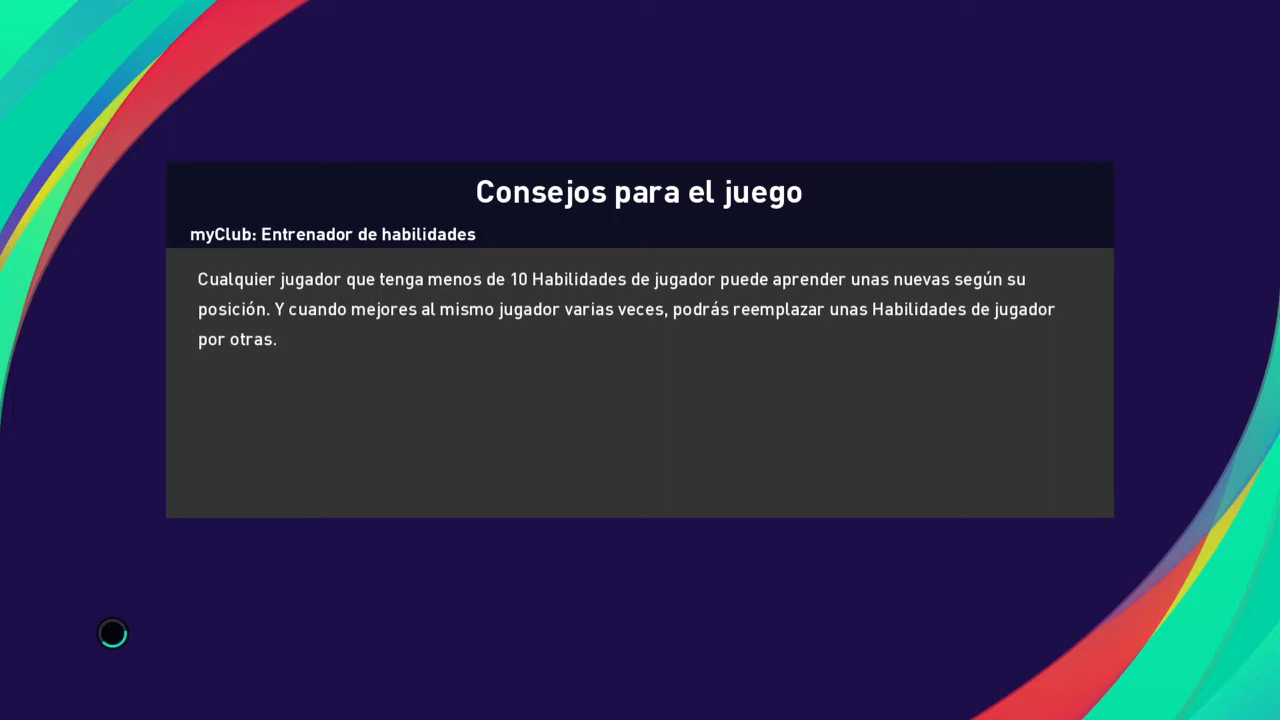 Consejos para el juego
myClub: Entrenador de habilidades
Cualquier jugador que tenga menos de 10 Habilidades de jugador puede aprender unas nuevas según su
posición. Y cuando mejores al mismo jugador varias veces, podrás reemplazar unas Habilidades de jugador
por otras.